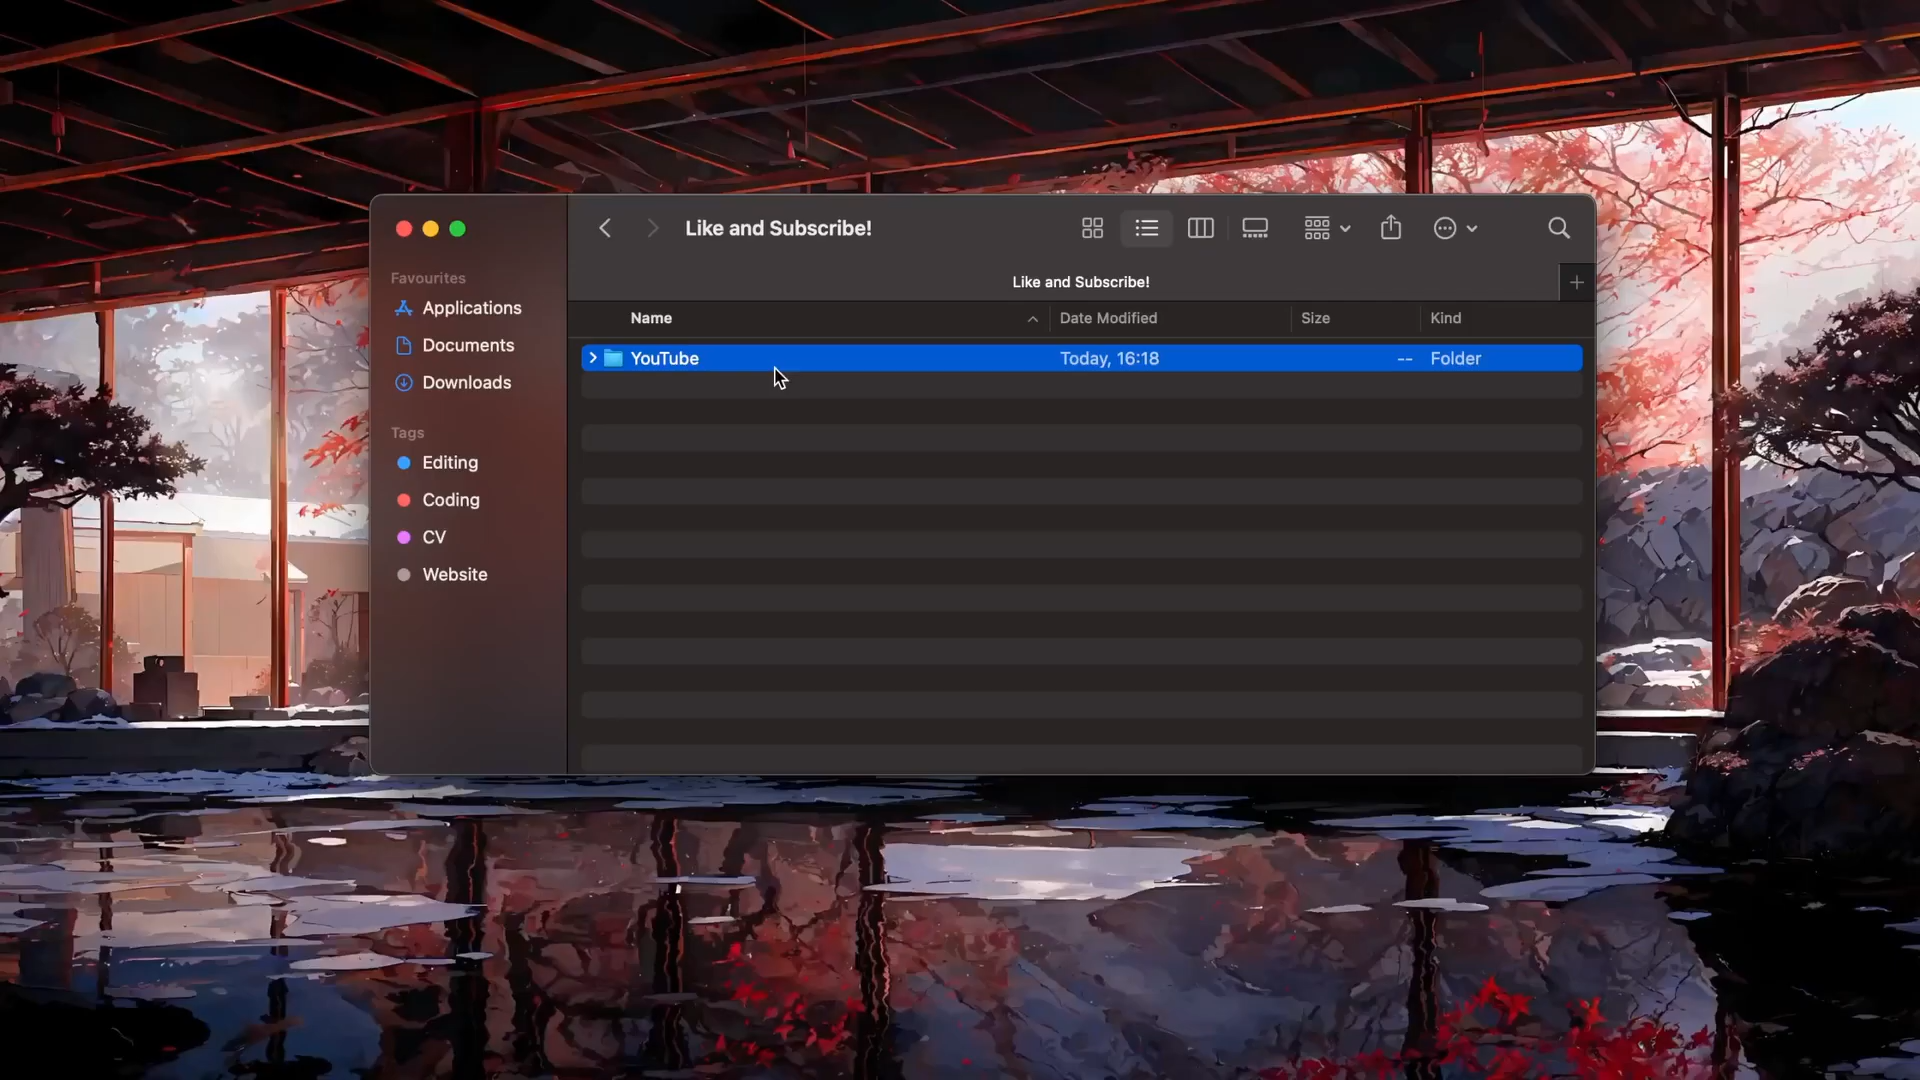 Like and Subscribe!
Like and Subscribe!
Favourites
Applications
Documents
Downloads
Tags
Editing
Coding
CV
Website
Name Date Modified Size Kind
YouTube Today, 16:18 -- Folder